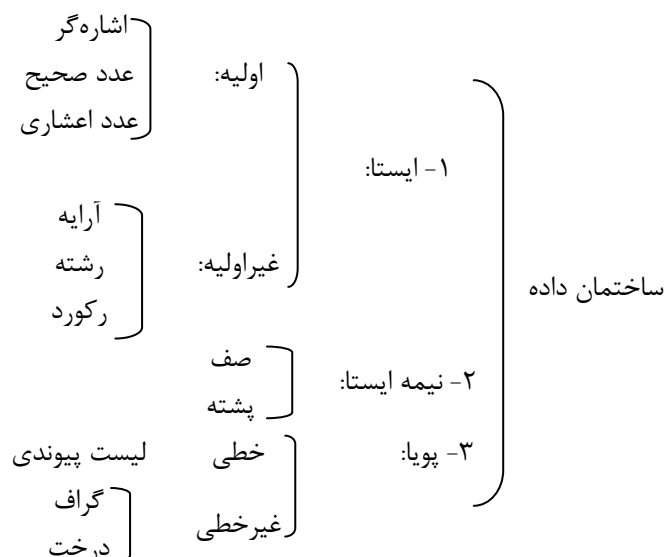 ساختمان داده
۱- ایستا:
اولیه:
اشاره‌گر
عدد صحیح
عدد اعشاری
غیراولیه:
آرایه
رشته
رکورد
۲- نیمه ایستا:
صف
پشته
۳- پویا:
خطی
لیست پیوندی
غیرخطی
گراف
درخت